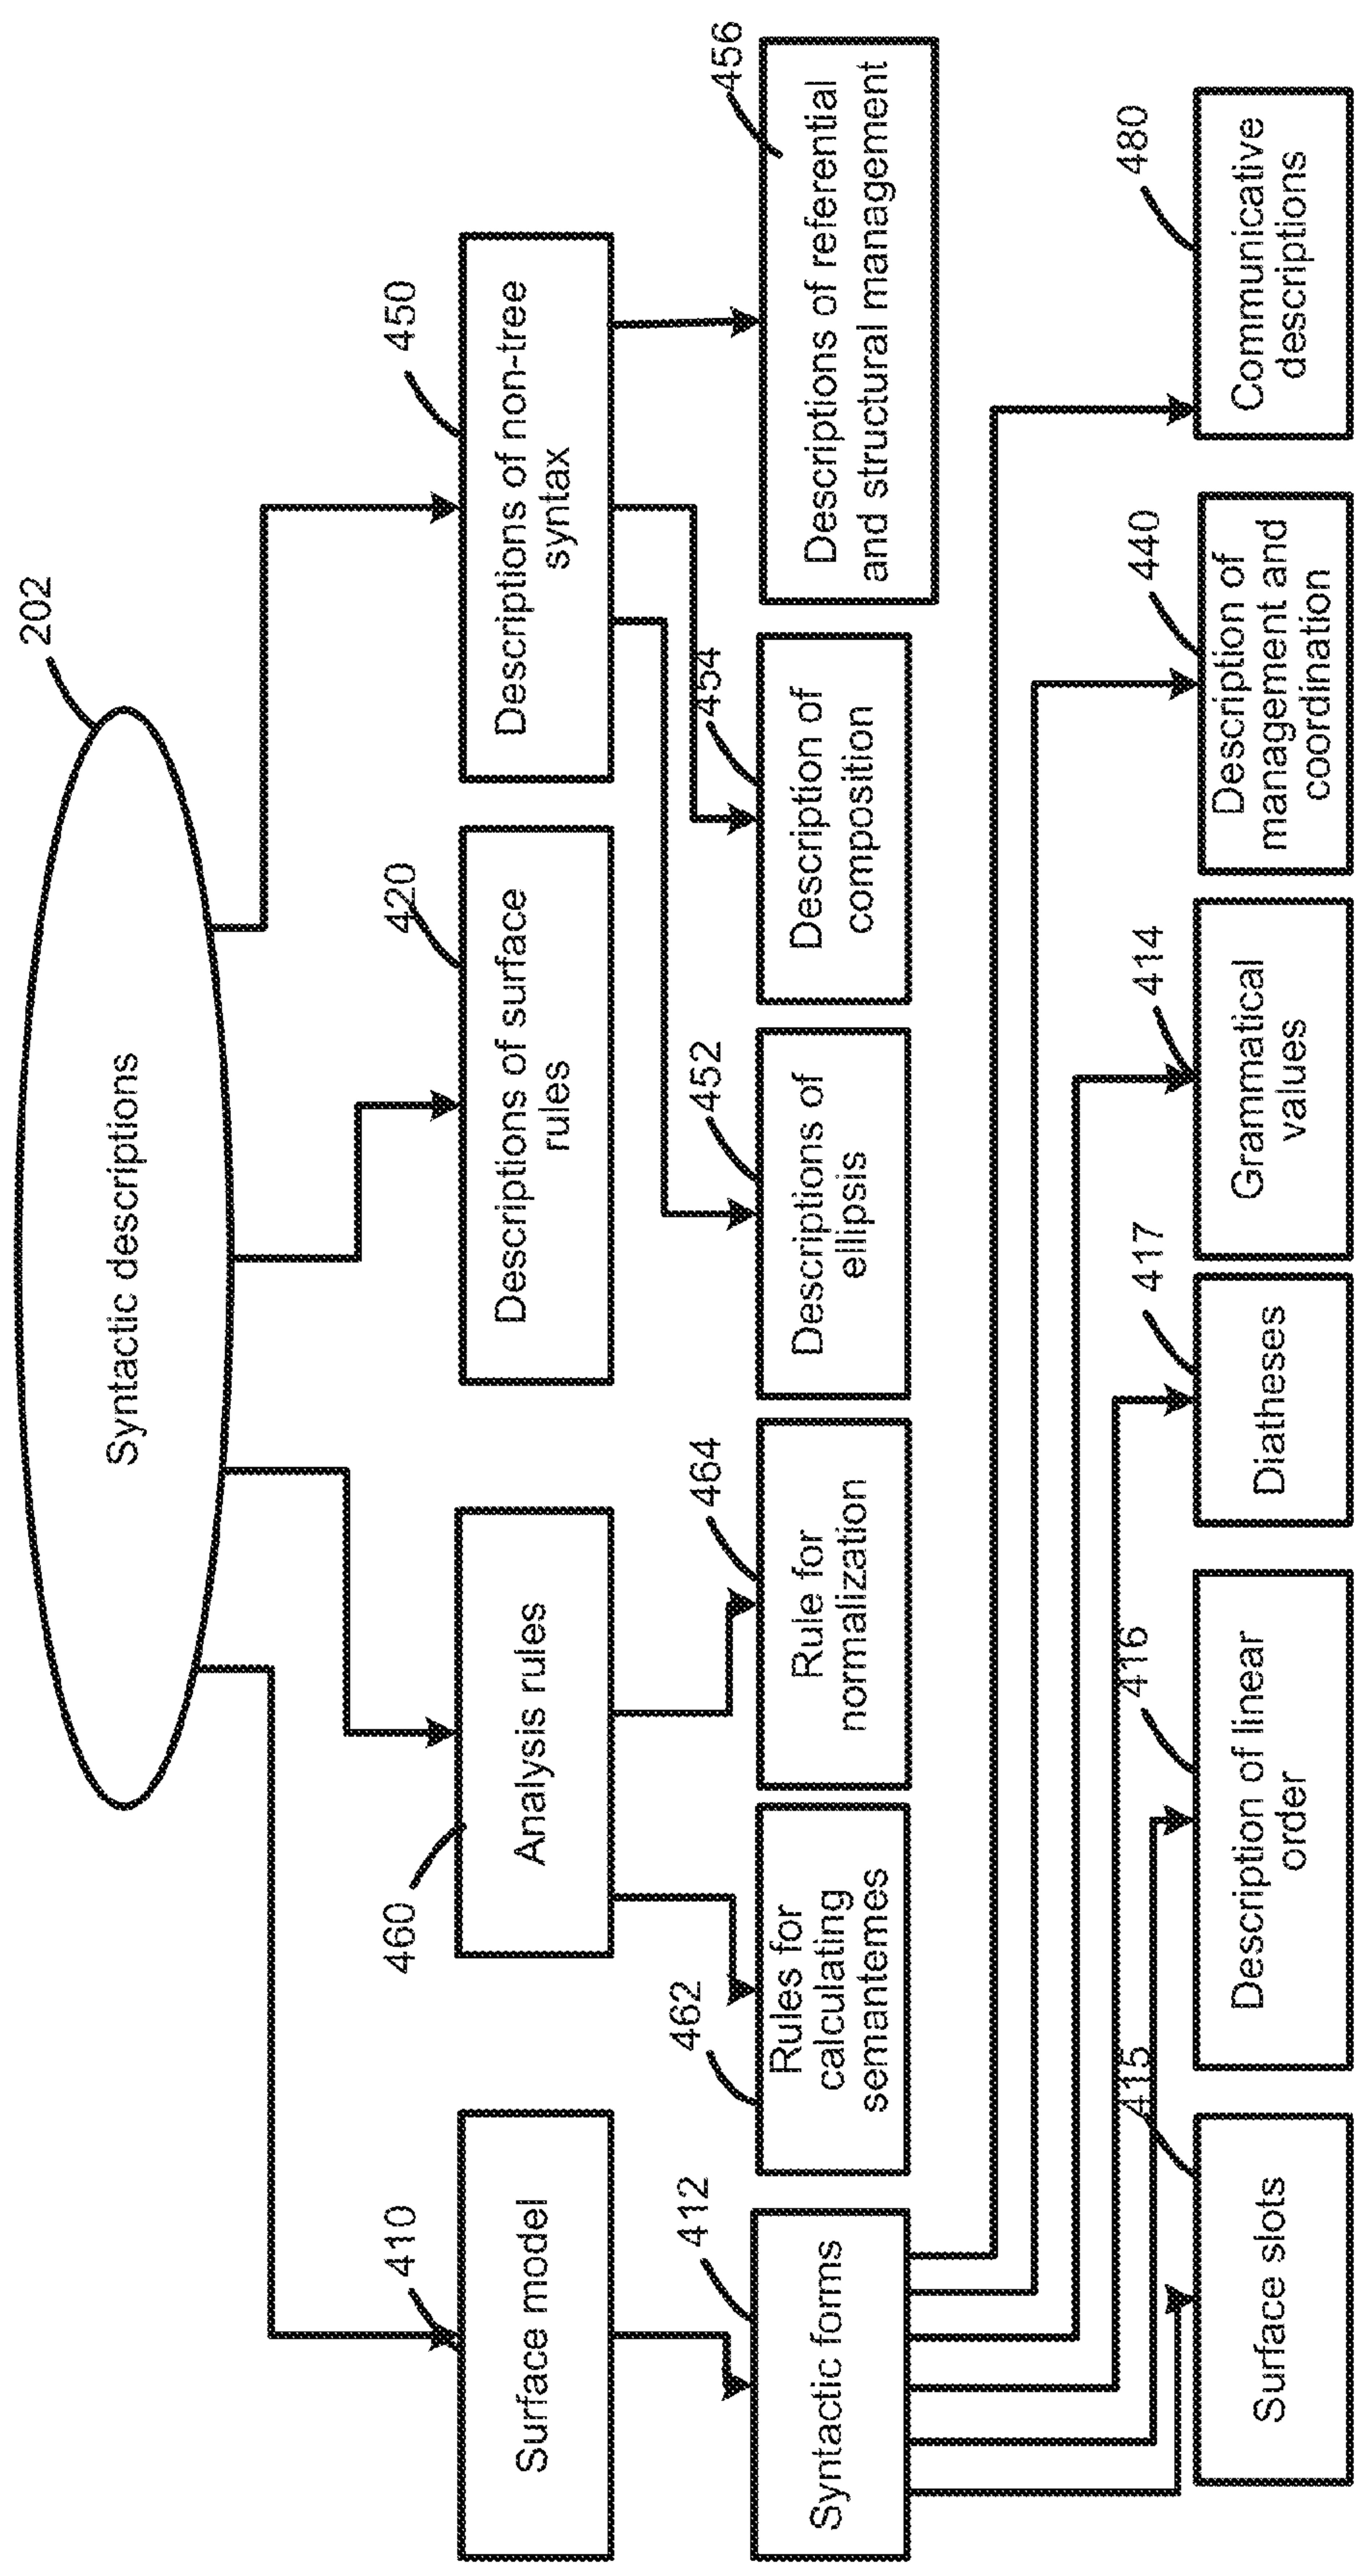 202
Syntactic descriptions
410
Surface model
460
Analysis rules
420
Descriptions of surface
rules
450
Descriptions of non-tree
syntax
412
Syntactic forms
462
Rules for
calculating
semantemes
464
Rule for
normalization
452
Descriptions of
ellipsis
454
Description of
composition
456
Descriptions of referential
and structural management
415
Surface slots
416
Description of linear
order
417
Diatheses
414
Grammatical
values
440
Description of
management and
coordination
480
Communicative
descriptions